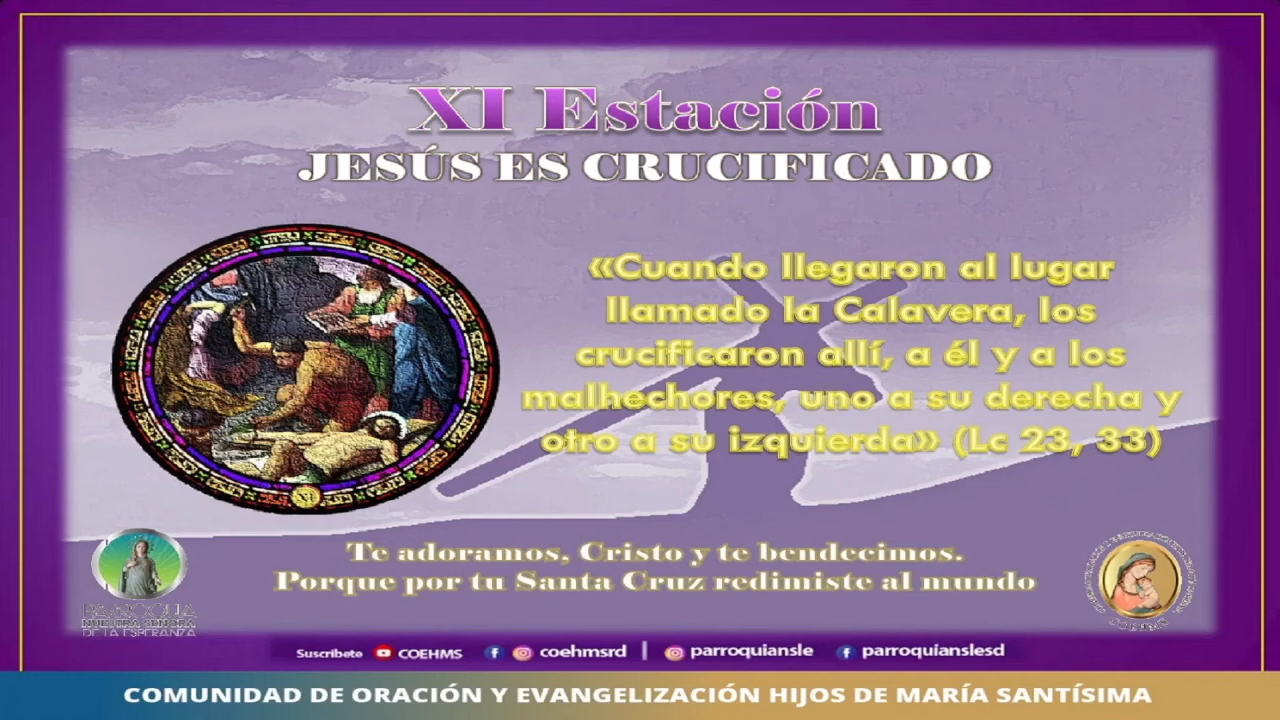 XI Estación
JESÚS ES CRUCIFICADO
«Cuando llegaron al lugar
llamado la Calavera, los
crucificaron allí, a él y a los
malhechores, uno a su derecha y
otro a su izquierda» (Lc 23, 33)
XI
Te adoramos, Cristo y te bendecimos.
Porque por tu Santa Cruz redimiste al mundo
PARROQUIA
NUESTRA SEÑORA
DE LA ESPERANZA
COEHMS
Suscribete COEHMS coehmsrd | parroquiansle parroquianslesd
COMUNIDAD DE ORACIÓN Y EVANGELIZACIÓN HIJOS DE MARÍA SANTÍSIMA